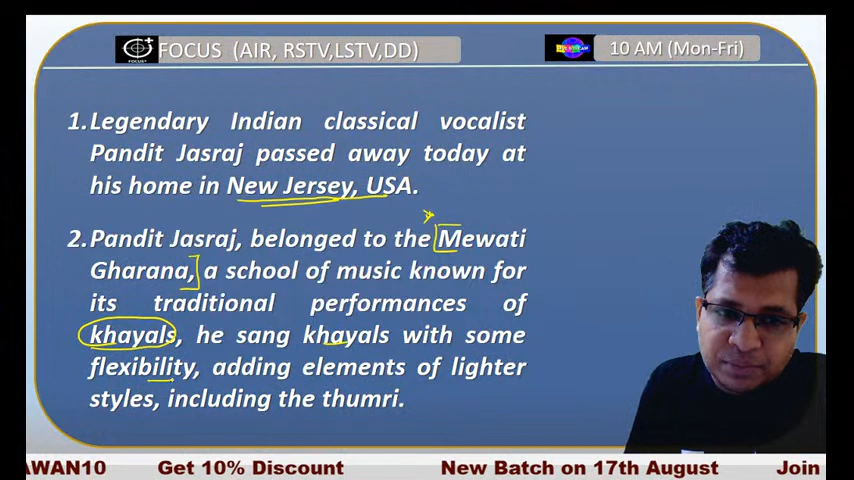 FOCUS (AIR, RSTV,LSTV,DD)
10 AM (Mon-Fri)
1. Legendary Indian classical vocalist
Pandit Jasraj passed away today at
his home in New Jersey, USA.
2. Pandit Jasraj, belonged to the Mewati
Gharana, a school of music known for
its traditional performances of
khayals, he sang khayals with some
flexibility, adding elements of lighter
styles, including the thumri.
AWAN10 Get 10% Discount New Batch on 17th August Join